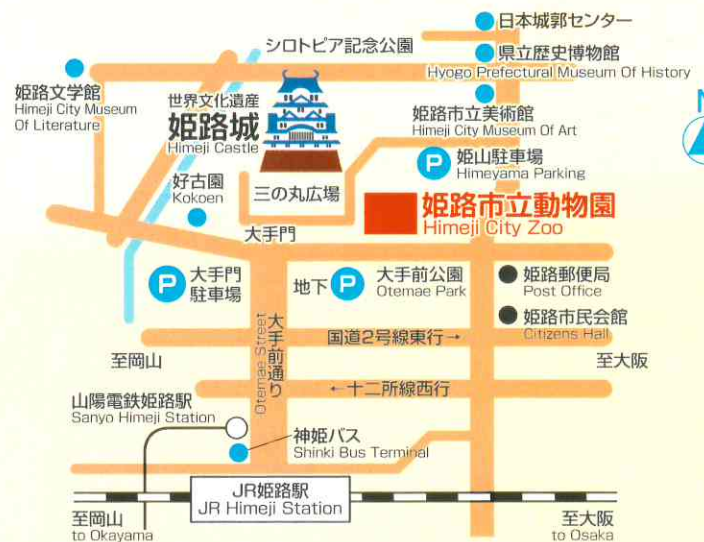 日本城郭センター
シロトピア記念公園
県立歴史博物館
Hyogo Prefectural Museum Of History
姫路文学館
Himeji City Museum
Of Literature
世界文化遺産
姫路城
Himeji Castle
姫路市立美術館
Himeji City Museum Of Art
N
P
姫山駐車場
Himeyama Parking
好古園
Kokoen
三の丸広場
姫路市立動物園
Himeji City Zoo
大手門
P
大手門
駐車場
地下
P
大手前公園
Otemae Park
姫路郵便局
Post Office
姫路市民会館
Citizens Hall
大手前通り
Otemae Street
国道2号線東行→
至岡山
至大阪
←十二所線西行
山陽電鉄姫路駅
Sanyo Himeji Station
神姫バス
Shinki Bus Terminal
JR姫路駅
JR Himeji Station
至岡山
to Okayama
至大阪
to Osaka